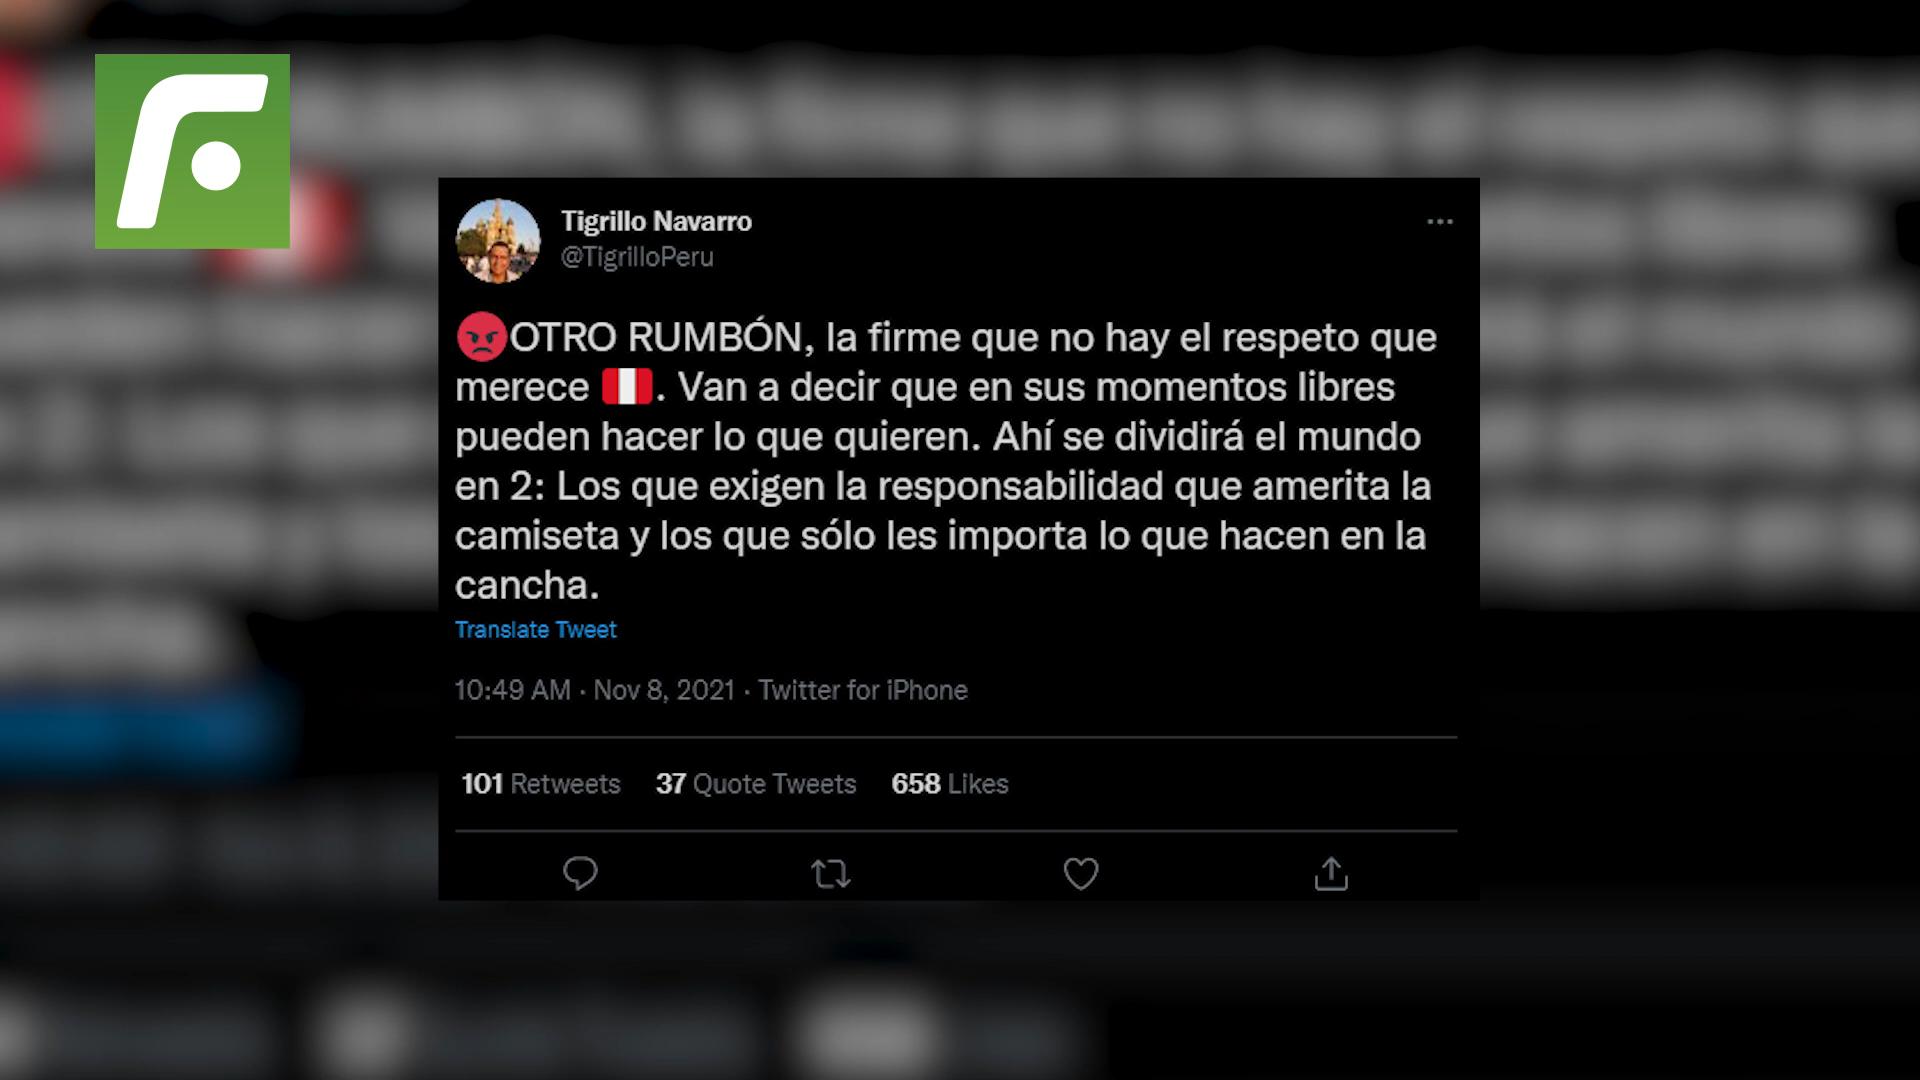 Tigrillo Navarro
@TigrilloPeru
😡OTRO RUMBÓN, la firme que no hay el respeto que
merece 🇵🇪. Van a decir que en sus momentos libres
pueden hacer lo que quieren. Ahí se dividirá el mundo
en 2: Los que exigen la responsabilidad que amerita la
camiseta y los que sólo les importa lo que hacen en la
cancha.
Translate Tweet
10:49 AM · Nov 8, 2021 · Twitter for iPhone
101 Retweets 37 Quote Tweets 658 Likes